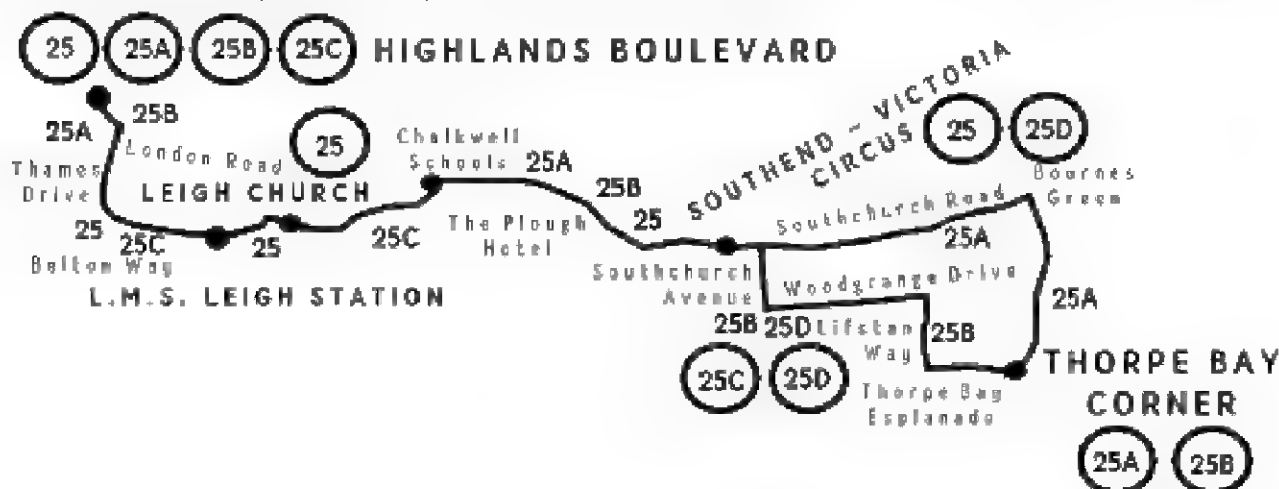 25 25A 25B 25C HIGHLANDS BOULEVARD
25A
25B
London Road
Thames
Drive
25
LEIGH CHURCH
25
25C
Belton Way
25
L.M.S. LEIGH STATION
Chalkwell
Schools
25C
25A
The Plough
Hotel
25B
25
SOUTHEND - VICTORIA
CIRCUS
25 25D
Bournes
Green
Southchurch Road
25A
Southchurch
Avenue
Woodgrange Drive
25A
25B 25D
25C 25D
Lifstan
Way
25B
Thorpe Bay
Esplanade
THORPE BAY
CORNER
25A 25B